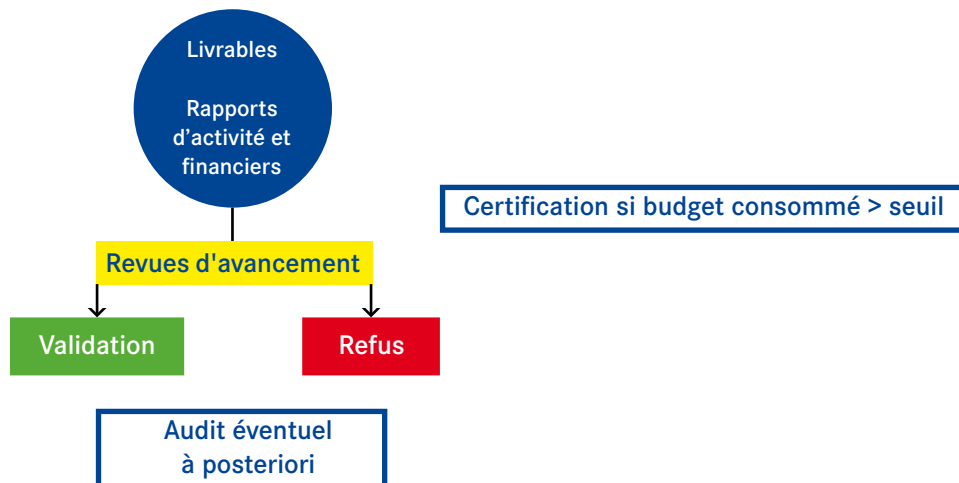 Livrables
Rapports
d’activité et
financiers
Certification si budget consommé > seuil
Revues d'avancement
Validation
Refus
Audit éventuel
à posteriori